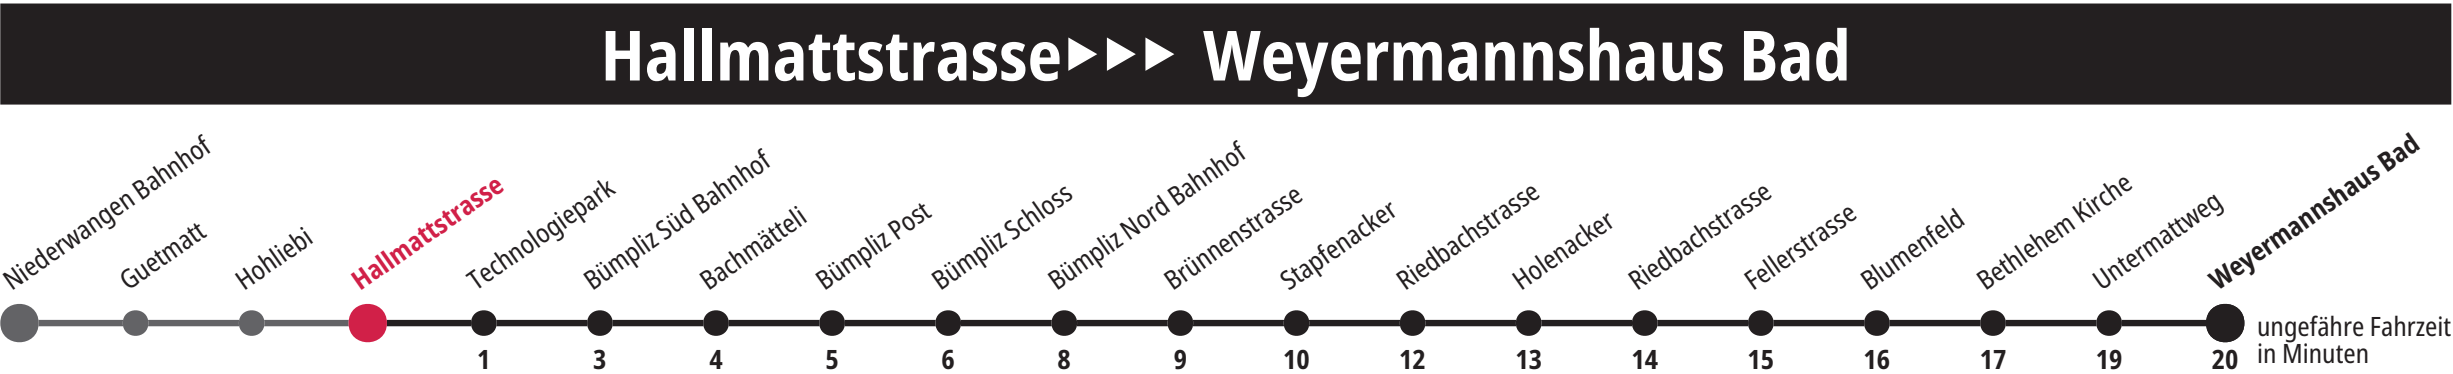 Hallmattstrasse▶▶▶ Weyermannshaus Bad
Niederwangen Bahnhof
Guetmatt
Hohliebi
Hallmattstrasse
Technologiepark
Bümpliz Süd Bahnhof
Bachmätteli
Bümpliz Post
Bümpliz Schloss
Bümpliz Nord Bahnhof
Brünnenstrasse
Stapfenacker
Riedbachstrasse
Holenacker
Riedbachstrasse
Fellerstrasse
Blumenfeld
Bethlehem Kirche
Untermattweg
Weyermannshaus Bad
1 3 4 5 6 8 9 10 12 13 14 15 16 17 19 20
ungefähre Fahrzeit
in Minuten